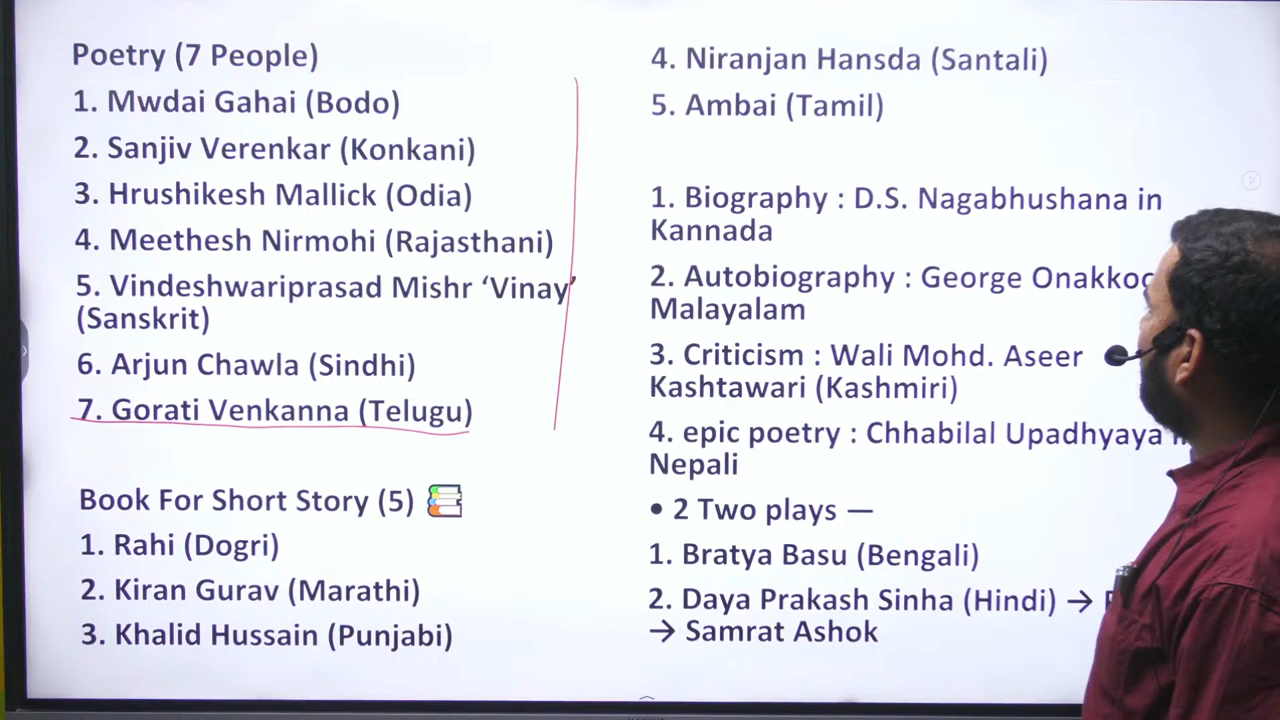 Poetry (7 People)
1. Mwdai Gahai (Bodo)
2. Sanjiv Verenkar (Konkani)
3. Hrushikesh Mallick (Odia)
4. Meethesh Nirmohi (Rajasthani)
5. Vindeshwariprasad Mishr ‘Vinay’
(Sanskrit)
6. Arjun Chawla (Sindhi)
7. Gorati Venkanna (Telugu)
Book For Short Story (5)
1. Rahi (Dogri)
2. Kiran Gurav (Marathi)
3. Khalid Hussain (Punjabi)
4. Niranjan Hansda (Santali)
5. Ambai (Tamil)
1. Biography : D.S. Nagabhushana in
Kannada
2. Autobiography : George
Malayalam
3. Criticism : Wali Mohd. Aseer
Kashtawari (Kashmiri)
4. epic poetry : Chhabilal Upadhyaya
Nepali
• 2 Two plays —
1. Bratya Basu (Bengali)
2. Daya Prakash Sinha (Hindi) →
→ Samrat Ashok